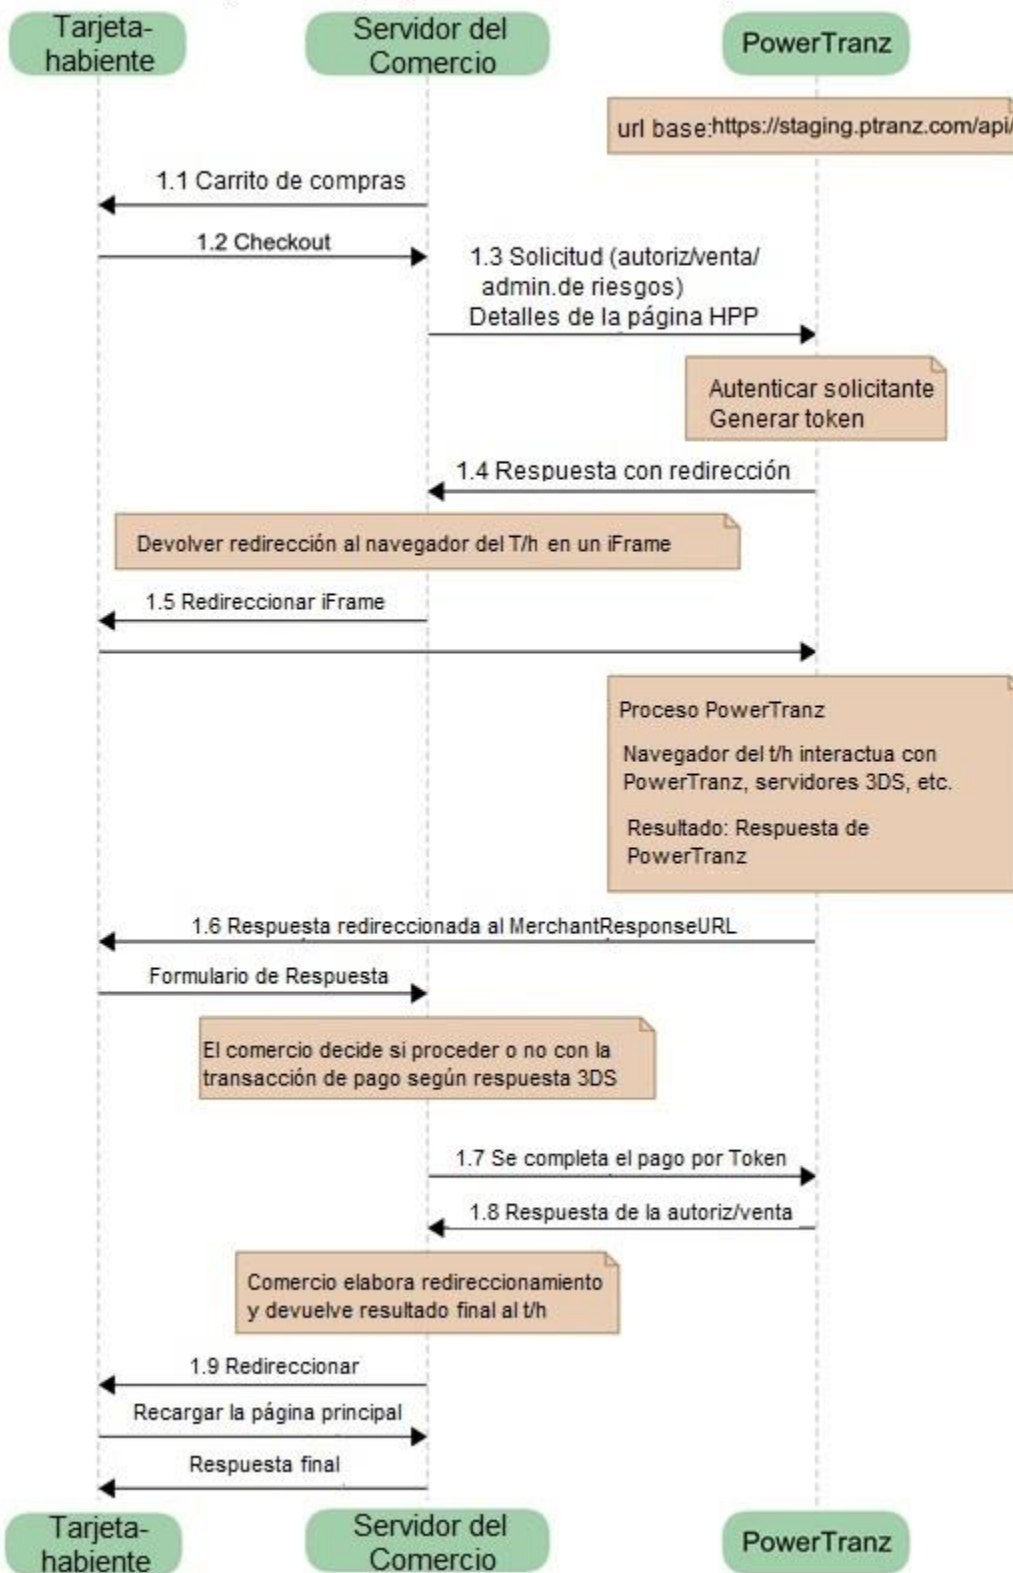 Tarjeta-
habiente
Servidor del
Comercio
PowerTranz
url base:https://staging.ptranz.com/api/
1.1 Carrito de compras
1.2 Checkout
1.3 Solicitud (autoriz/venta/
admin.de riesgos)
Detalles de la página HPP
Autenticar solicitante
Generar token
1.4 Respuesta con redirección
Devolver redirección al navegador del T/h en un iFrame
1.5 Redireccionar iFrame
Proceso PowerTranz
Navegador del t/h interactua con
PowerTranz, servidores 3DS, etc.
Resultado: Respuesta de
PowerTranz
1.6 Respuesta redireccionada al MerchantResponseURL
Formulario de Respuesta
El comercio decide si proceder o no con la
transacción de pago según respuesta 3DS
1.7 Se completa el pago por Token
1.8 Respuesta de la autoriz/venta
Comercio elabora redireccionamiento
y devuelve resultado final al t/h
1.9 Redireccionar
Recargar la página principal
Respuesta final
Tarjeta-
habiente
Servidor del
Comercio
PowerTranz